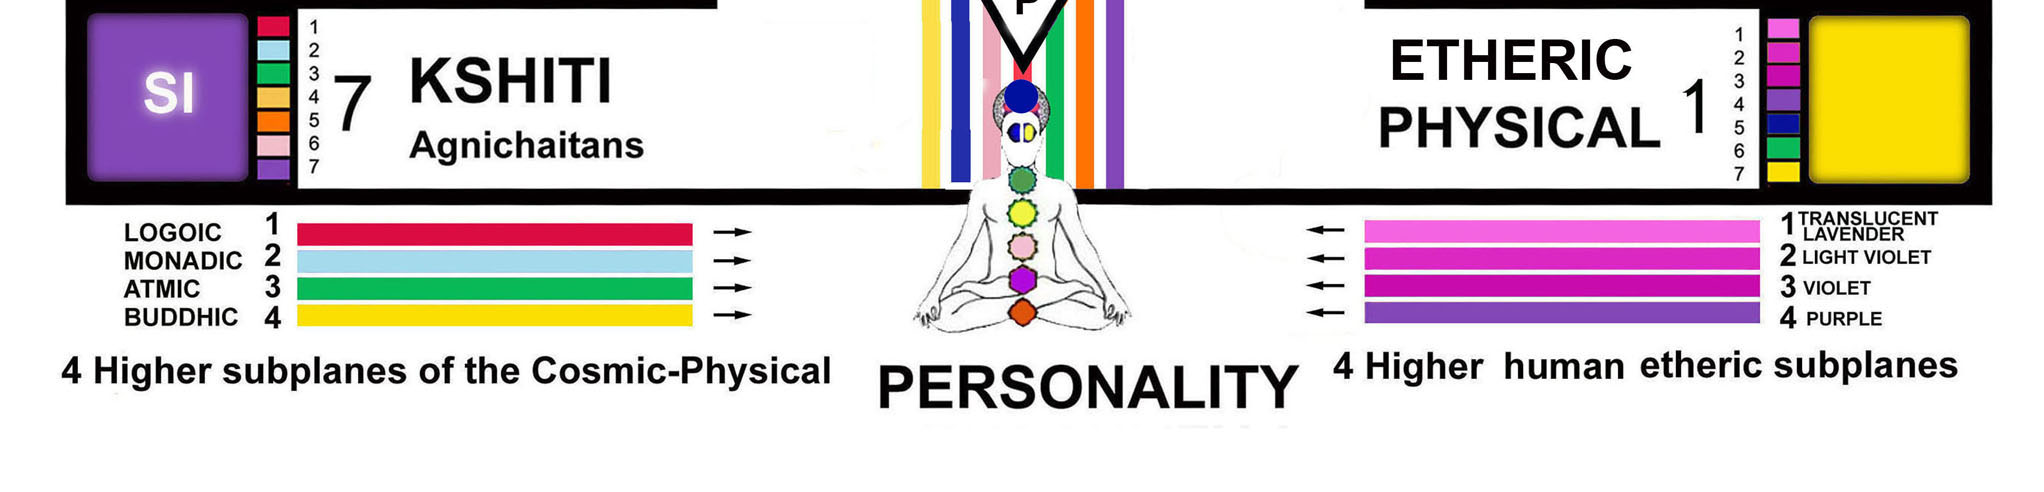 SI
1
2
3
4
5
6
7
7
KSHITI
Agnichaitans
P
ETHERIC
PHYSICAL
1
1
2
3
4
5
6
7
LOGOIC 1
MONADIC 2
ATMIC 3
BUDDHIC 4
4 Higher subplanes of the Cosmic-Physical
PERSONALITY
1 TRANSLUCENT
LAVENDER
2 LIGHT VIOLET
3 VIOLET
4 PURPLE
4 Higher human etheric subplanes